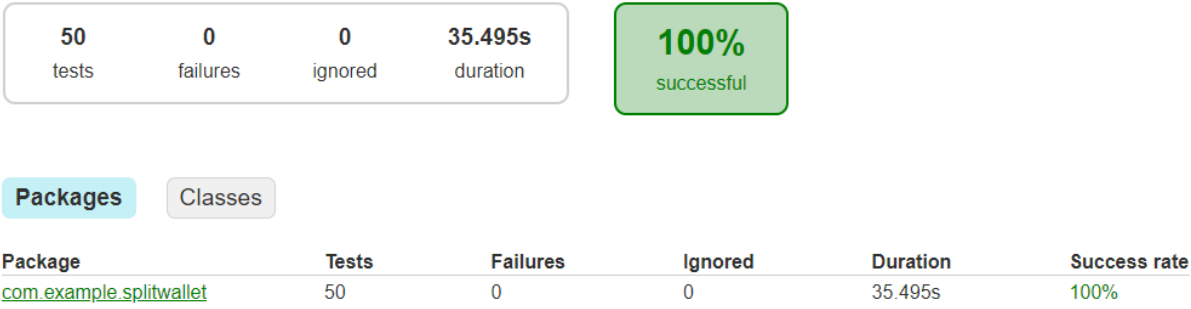 50 0 0 35.495s 100%
tests failures ignored duration successful
Packages Classes
Package Tests Failures Ignored Duration Success rate
com.example.splitwallet 50 0 0 35.495s 100%